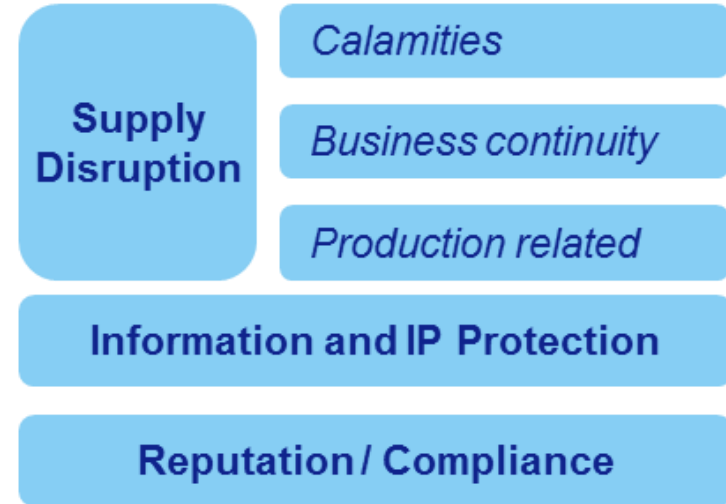 Supply
Disruption
Calamities
Business continuity
Production related
Information and IP Protection
Reputation / Compliance